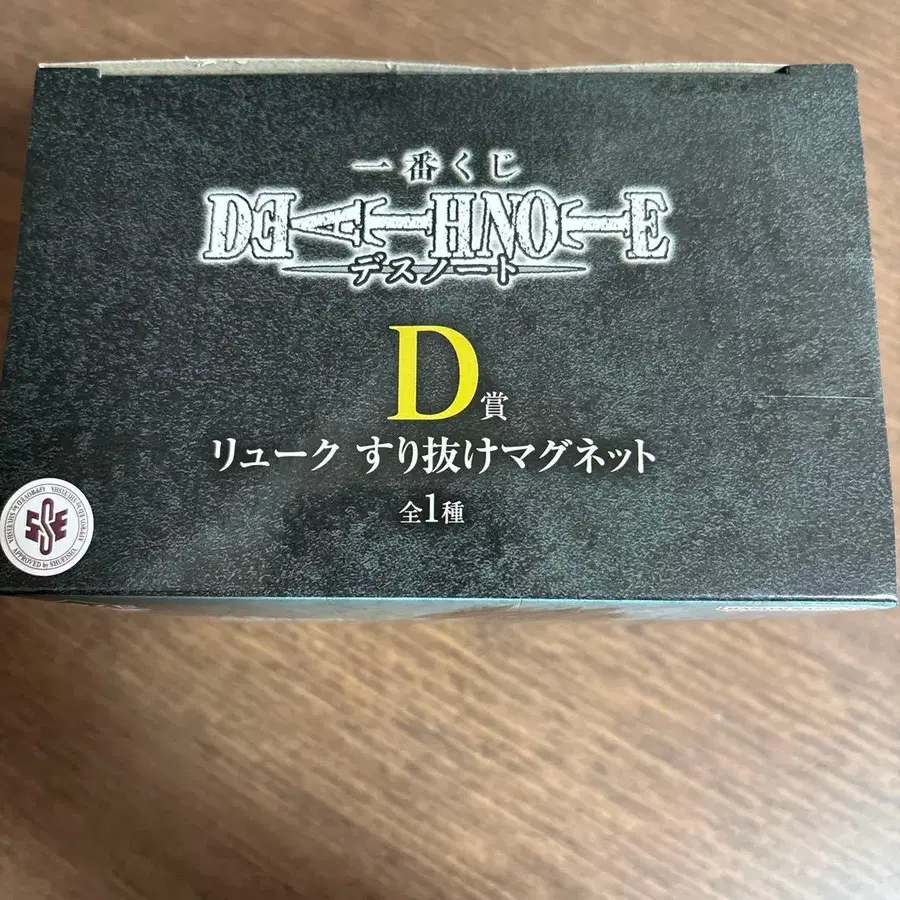 一番くじ
DEATH NOTE
デスノート
D賞
リューク すり抜けマグネット
全1種
APPROVED by SHUEISHA